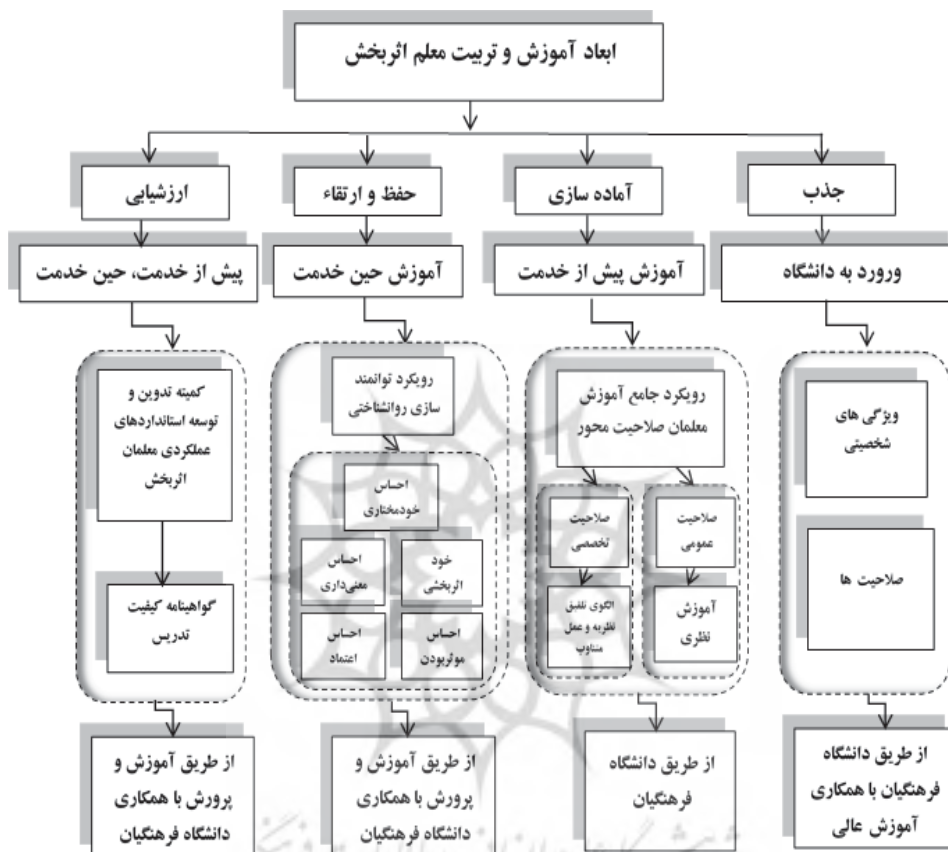 ابعاد آموزش و تربیت معلم اثربخش
جذب
آماده سازی
حفظ و ارتقاء
ارزشیابی
ورورد به دانشگاه
آموزش پیش از خدمت
آموزش حین خدمت
پیش از خدمت، حین خدمت
ویژگی های
شخصیتی
صلاحیت ها
رویکرد جامع آموزش
معلمان صلاحیت محور
صلاحیت
عمومی
آموزش
نظری
صلاحیت
تخصصی
الگوی تلفیق
نظریه و عمل
متناوب
رویکرد توانمند
سازی روانشناختی
احساس
خودمختاری
خود
اثربخشی
احساس
معنی‌داری
احساس
موثربودن
احساس
اعتماد
کمیته تدوین و
توسعه استانداردهای
عملکردی معلمان
اثربخش
گواهینامه کیفیت
تدریس
از طریق دانشگاه
فرهنگیان با همکاری
آموزش عالی
از طریق دانشگاه
فرهنگیان
از طریق آموزش و
پرورش با همکاری
دانشگاه فرهنگیان
از طریق آموزش و
پرورش با همکاری
دانشگاه فرهنگیان